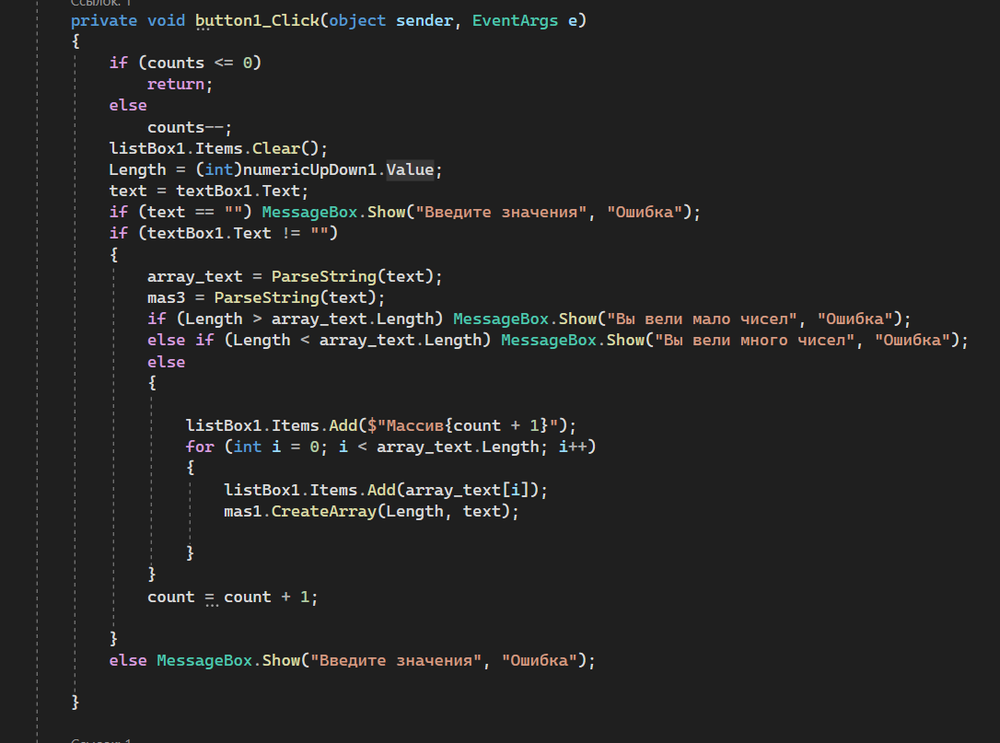 Ссылок: 1
private void button1_Click(object sender, EventArgs e)
{
if (counts <= 0)
return;
else
counts--;
listBox1.Items.Clear();
Length = (int)numericUpDown1.Value;
text = textBox1.Text;
if (text == "") MessageBox.Show("Введите значения", "Ошибка");
if (textBox1.Text != "")
{
array_text = ParseString(text);
mas3 = ParseString(text);
if (Length > array_text.Length) MessageBox.Show("Вы вели мало чисел", "Ошибка");
else if (Length < array_text.Length) MessageBox.Show("Вы вели много чисел", "Ошибка");
else
{
listBox1.Items.Add($"Массив{count + 1}");
for (int i = 0; i < array_text.Length; i++)
{
listBox1.Items.Add(array_text[i]);
mas1.CreateArray(Length, text);
}
}
count = count + 1;
}
else MessageBox.Show("Введите значения", "Ошибка");
}
Ссылок: 1